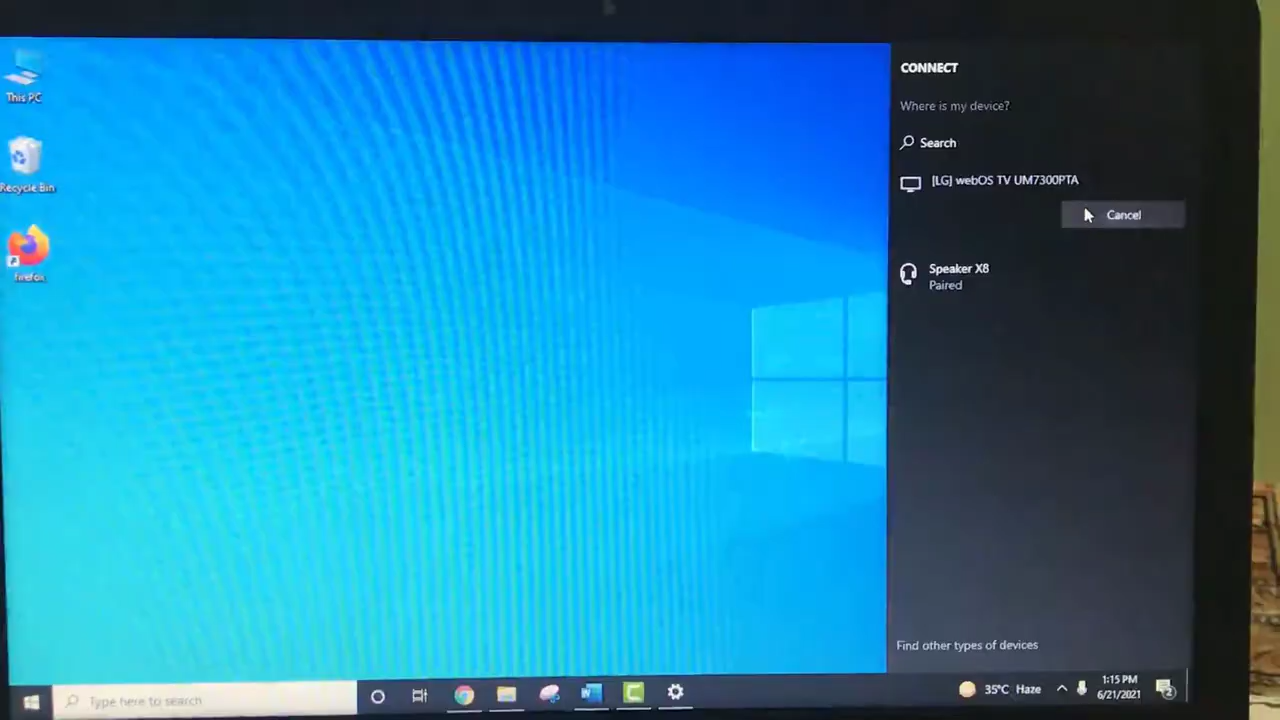 This PC
Recycle Bin
firefox
CONNECT
Where is my device?
Search
[LG] webOS TV UM7300PTA
Cancel
Speaker X8
Paired
Find other types of devices
Type here to search
35°C Haze
1:15 PM
6/21/2021
2